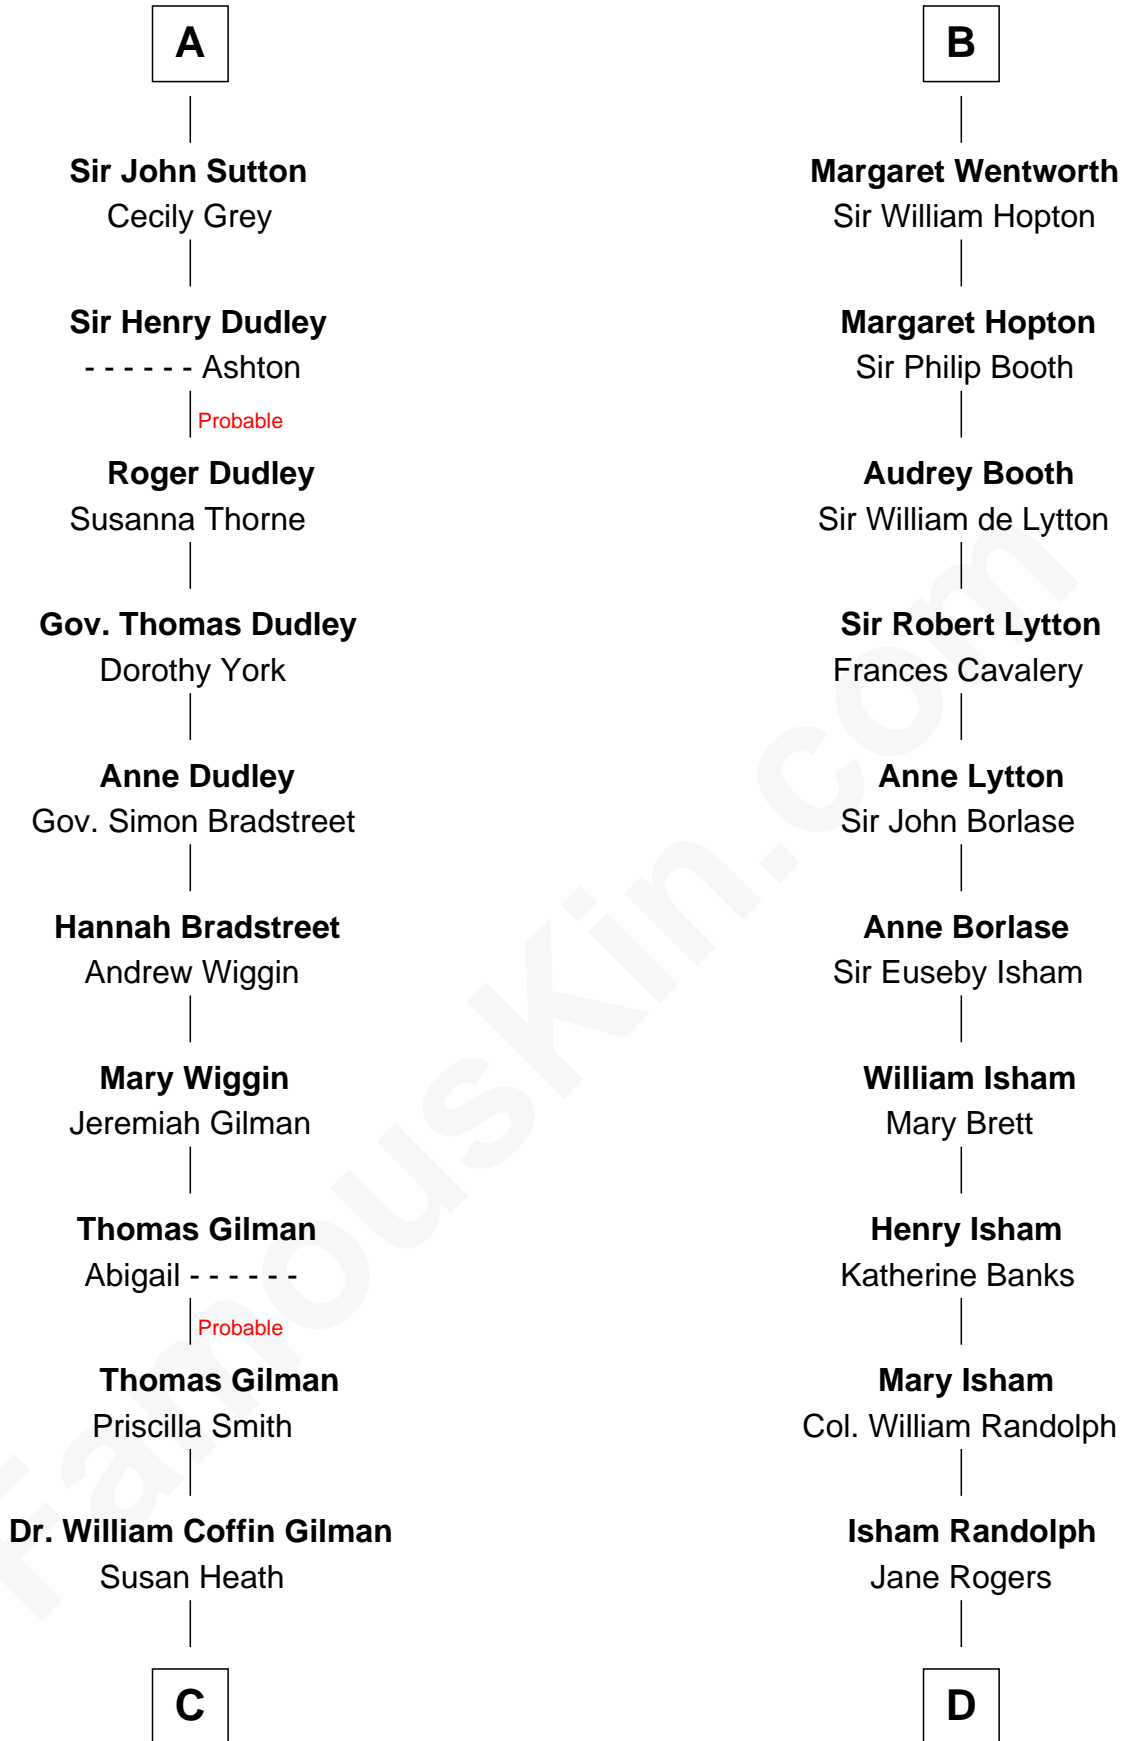 A
Sir John Sutton
Cecily Grey
Sir Henry Dudley
- - - - - - Ashton
Probable
Roger Dudley
Susanna Thorne
Gov. Thomas Dudley
Dorothy York
Anne Dudley
Gov. Simon Bradstreet
Hannah Bradstreet
Andrew Wiggin
Mary Wiggin
Jeremiah Gilman
Thomas Gilman
Abigail - - - - - -
Probable
Thomas Gilman
Priscilla Smith
Dr. William Coffin Gilman
Susan Heath
C
B
Margaret Wentworth
Sir William Hopton
Margaret Hopton
Sir Philip Booth
Audrey Booth
Sir William de Lytton
Sir Robert Lytton
Frances Cavalery
Anne Lytton
Sir John Borlase
Anne Borlase
Sir Euseby Isham
William Isham
Mary Brett
Henry Isham
Katherine Banks
Mary Isham
Col. William Randolph
Isham Randolph
Jane Rogers
D
FamousKin.com